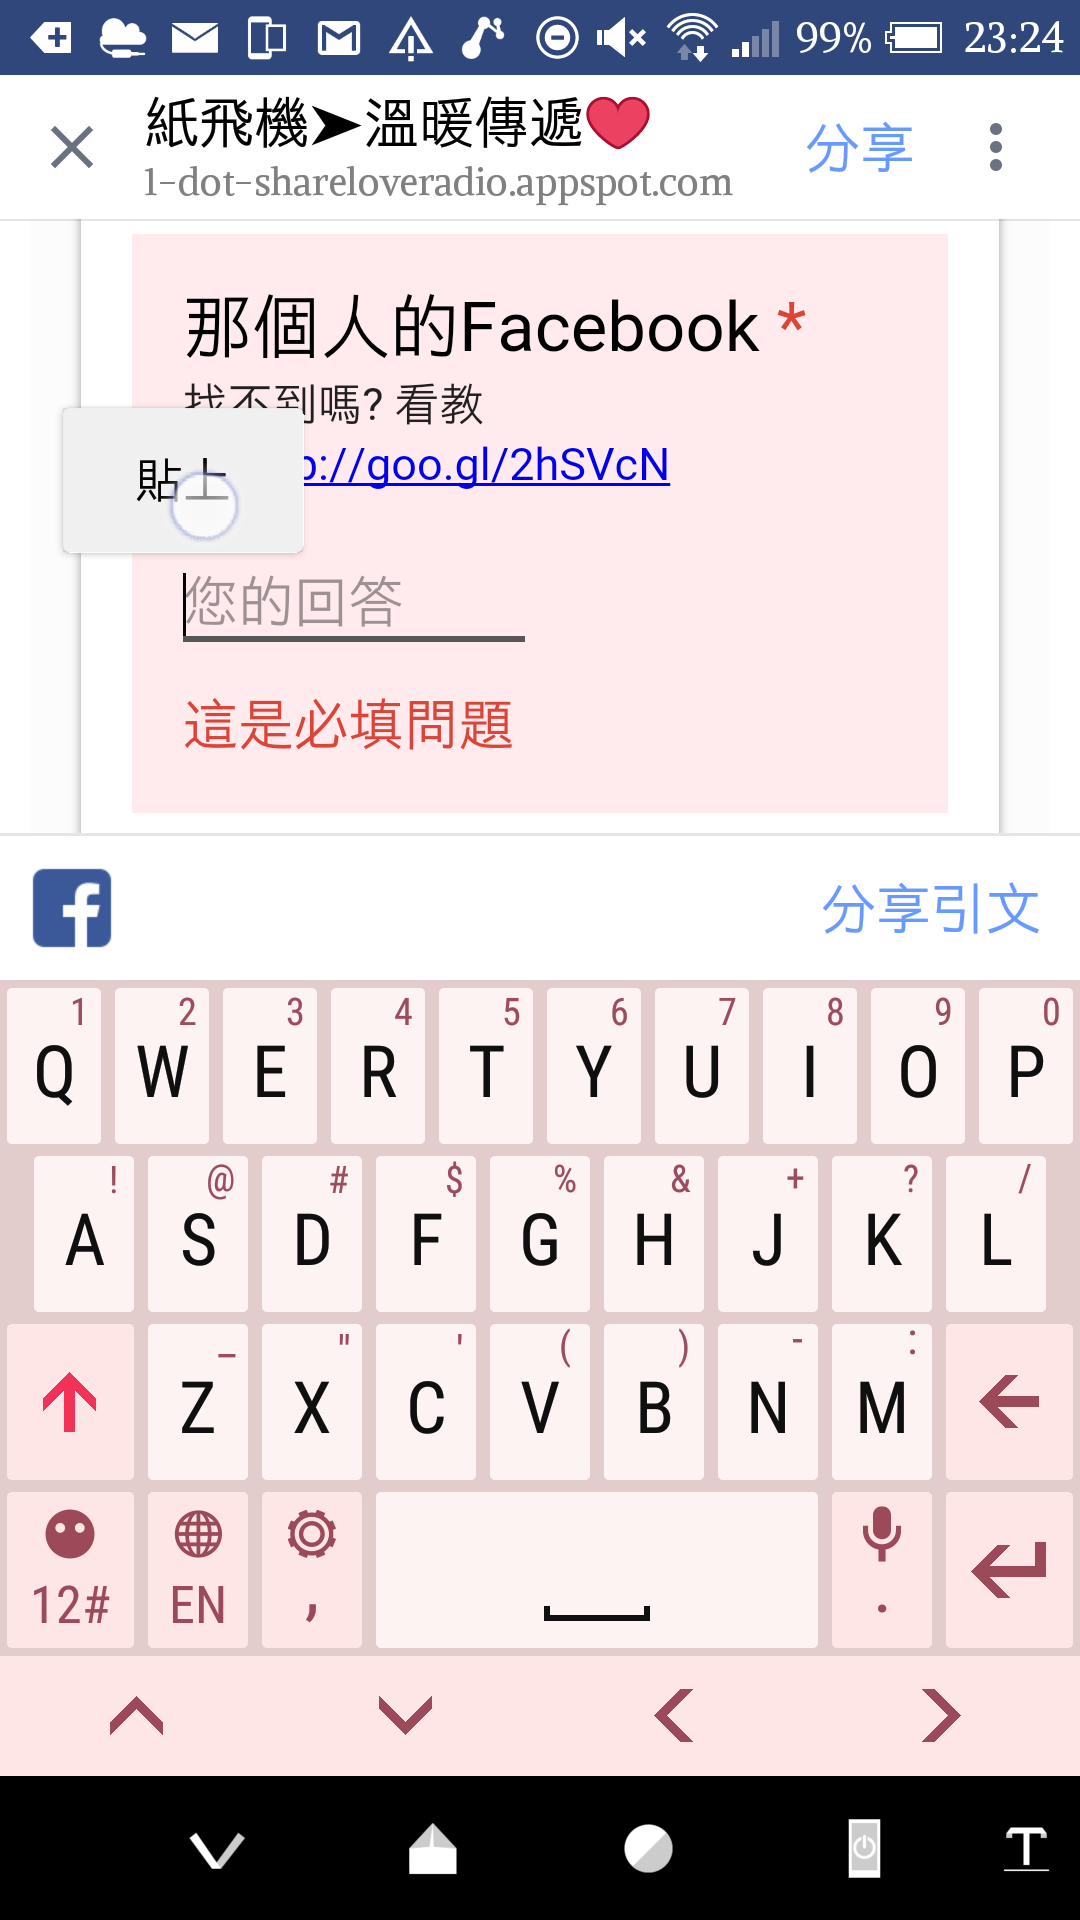 99% 23:24
紙飛機➤溫暖傳遞❤ 分享
1-dot-shareloveradio.appspot.com
那個人的Facebook *
找不到嗎? 看教
p://goo.gl/2hSVcN
貼上
您的回答
這是必填問題
分享引文
1 2 3 4 5 6 7 8 9 0
Q W E R T Y U I O P
! @ # $ % & + ? /
A S D F G H J K L
_ " ' ( ) - :
Z X C V B N M
12# EN , .